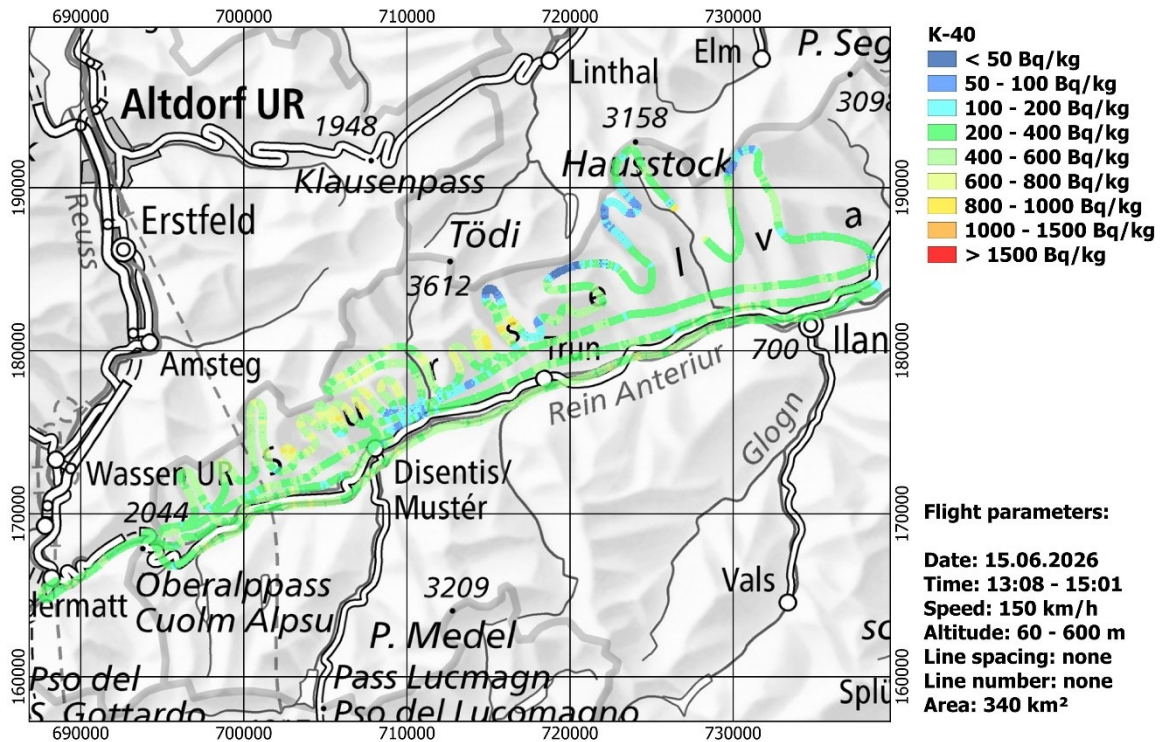 690000 700000 710000 720000 730000
Elm
P. Seg
Linthal
Altdorf UR
1948
3158
3098
Klausenpass
Hausstock
190000
190000
Reuss
Erstfeld
Tödi
a
v
l
3612
e
s
180000
180000
Amsteg
Trun
700
Ilan
r
Rein Anteriur
u
Glogn
S
Wassen UR
Disentis/
Mustér
2044
170000
170000
dermatt
Oberalppass
Cuolm Alpsu
3209
Vals
P. Medel
sc
160000
160000
Pso del
S. Gottardo
Pass Lucmagn
Pso del Lucomagno
Splü
690000 700000 710000 720000 730000
K-40
< 50 Bq/kg
50 - 100 Bq/kg
100 - 200 Bq/kg
200 - 400 Bq/kg
400 - 600 Bq/kg
600 - 800 Bq/kg
800 - 1000 Bq/kg
1000 - 1500 Bq/kg
> 1500 Bq/kg
Flight parameters:
Date: 15.06.2026
Time: 13:08 - 15:01
Speed: 150 km/h
Altitude: 60 - 600 m
Line spacing: none
Line number: none
Area: 340 km²